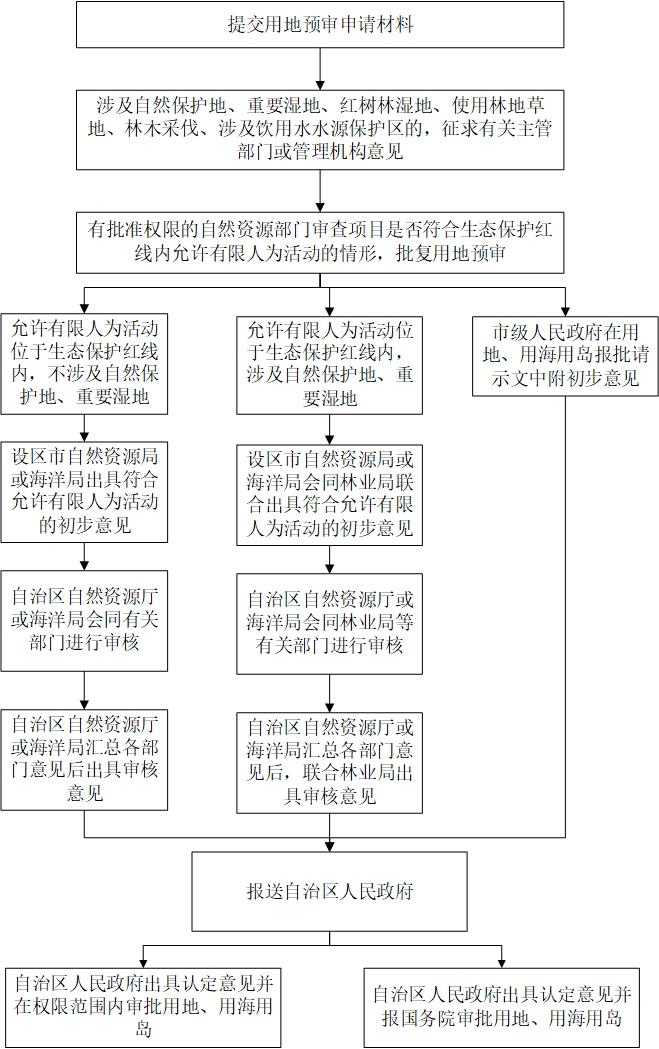 提交用地预审申请材料
涉及自然保护地、重要湿地、红树林湿地、使用林地草
地、林木采伐、涉及饮用水水源保护区的，征求有关主管
部门或管理机构意见
有批准权限的自然资源部门审查项目是否符合生态保护红
线内允许有限人为活动的情形，批复用地预审
允许有限人为活动
位于生态保护红线
内，不涉及自然保
护地、重要湿地
设区市自然资源局
或海洋局出具符合
允许有限人为活动
的初步意见
自治区自然资源厅
或海洋局会同有关
部门进行审核
自治区自然资源厅
或海洋局汇总各部
门意见后出具审核
意见
允许有限人为活动位
于生态保护红线内，
涉及自然保护地、重
要湿地
设区市自然资源局或
海洋局会同林业局联
合出具符合允许有限
人为活动的初步意见
自治区自然资源厅或
海洋局会同林业局等
有关部门进行审核
自治区自然资源厅或
海洋局汇总各部门意
见后，联合林业局出
具审核意见
市级人民政府在用
地、用海用岛报批请
示文中附初步意见
报送自治区人民政府
自治区人民政府出具认定意见并
在权限范围内审批用地、用海用
岛
自治区人民政府出具认定意见并
报国务院审批用地、用海用岛